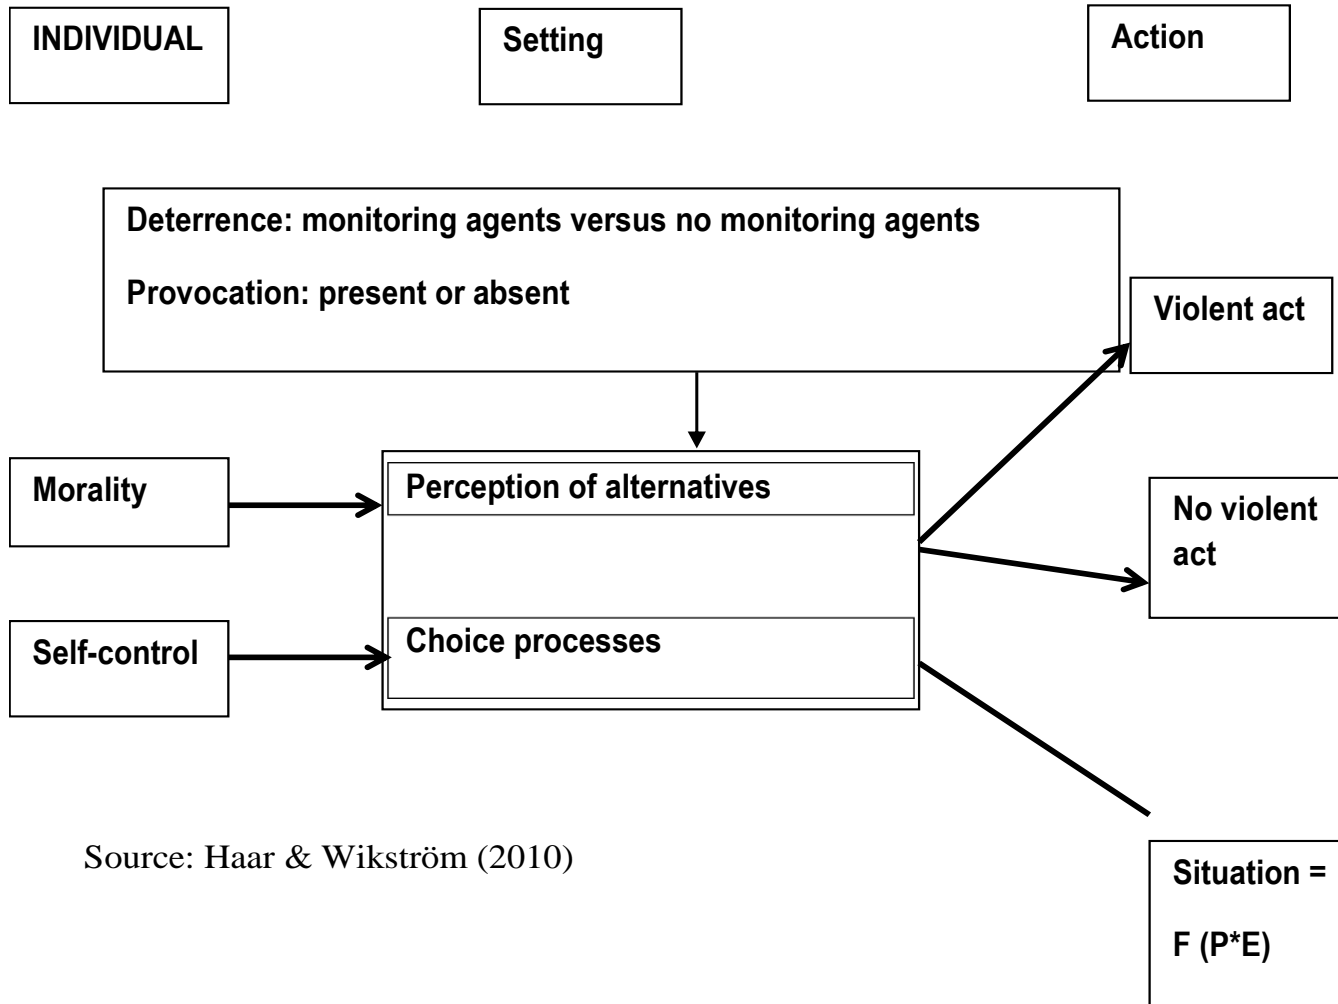 INDIVIDUAL
Setting
Action
Deterrence: monitoring agents versus no monitoring agents
Provocation: present or absent
Violent act
Morality
Perception of alternatives
No violent
act
Self-control
Choice processes
Source: Haar & Wikström (2010)
Situation =
F (P*E)